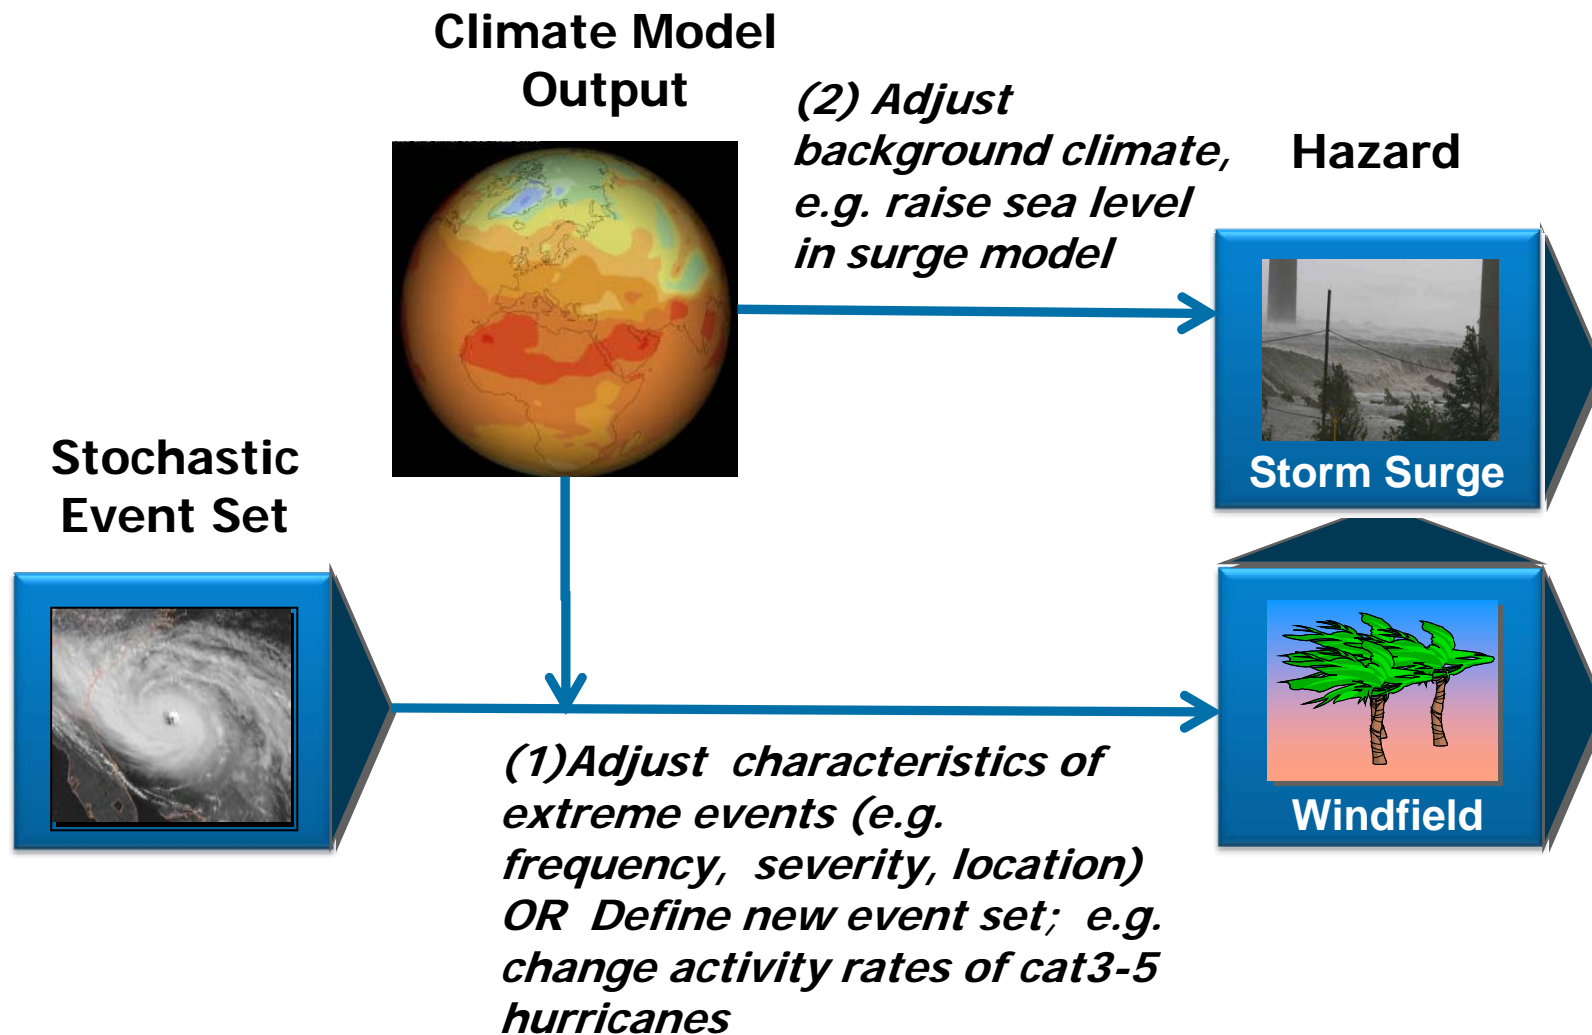 Climate Model
Output
(2) Adjust
background climate,
e.g. raise sea level
in surge model
Hazard
Storm Surge
Stochastic
Event Set
(1)Adjust characteristics of
extreme events (e.g.
frequency, severity, location)
OR Define new event set; e.g.
change activity rates of cat3-5
hurricanes
Windfield